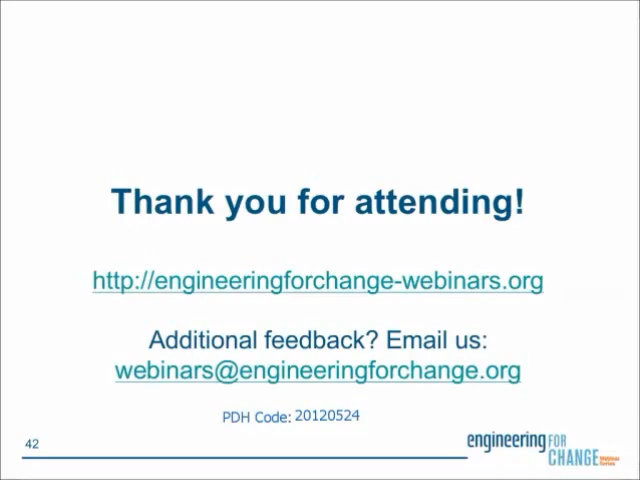 Thank you for attending!
http://engineeringforchange-webinars.org
Additional feedback? Email us:
webinars@engineeringforchange.org
PDH Code: 20120524
42
engineering FOR
CHANGE Webinar
Series